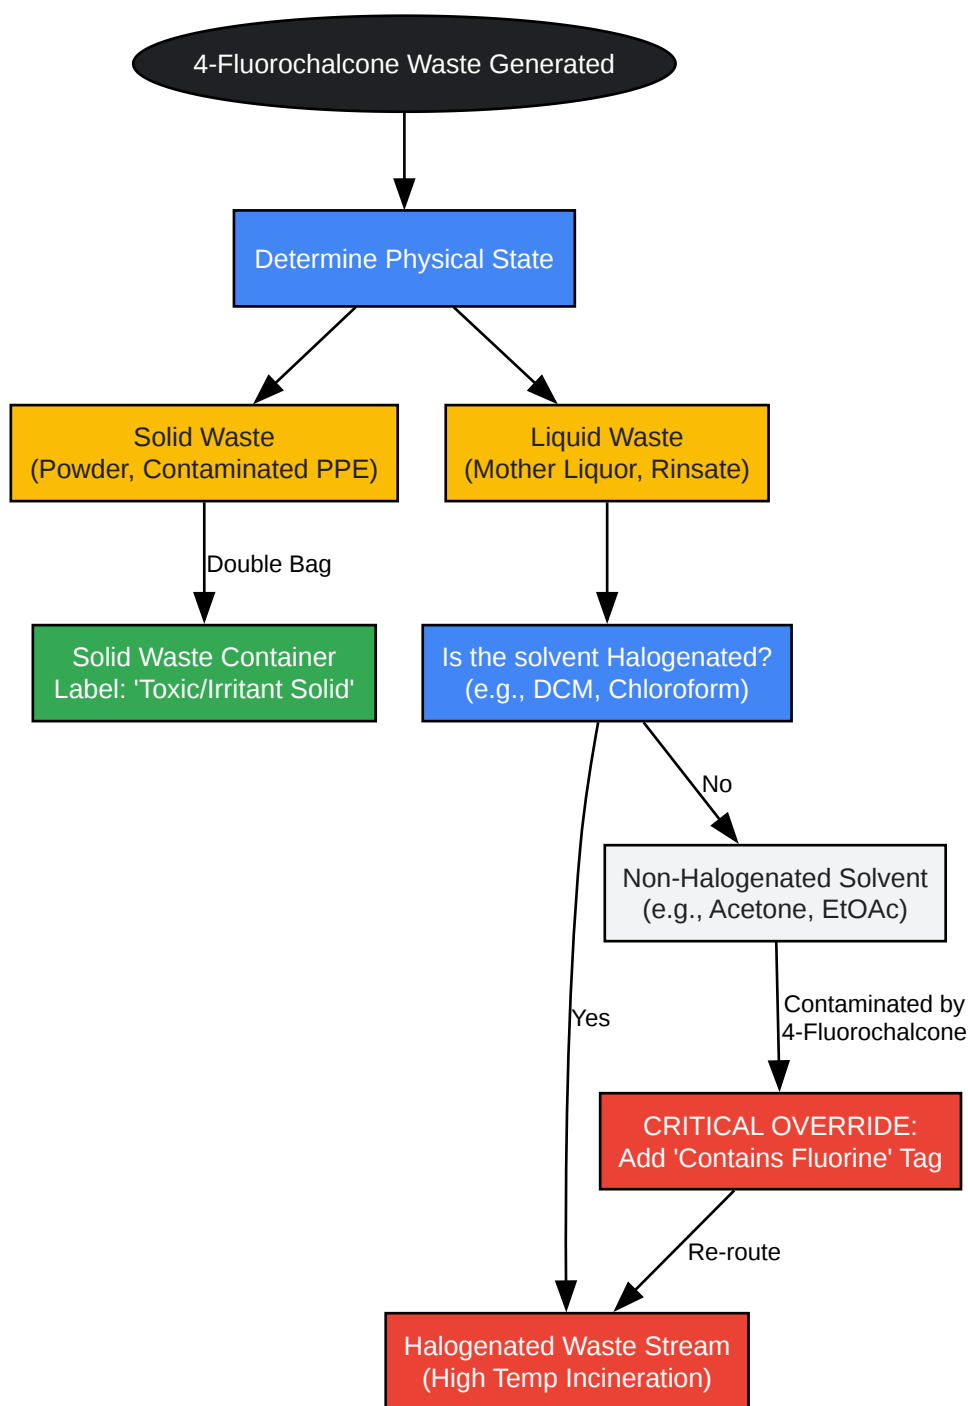 4-Fluorochalcone Waste Generated
Determine Physical State
Solid Waste
(Powder, Contaminated PPE)
Liquid Waste
(Mother Liquor, Rinsate)
Double Bag
Solid Waste Container
Label: 'Toxic/Irritant Solid'
Is the solvent Halogenated?
(e.g., DCM, Chloroform)
No
Non-Halogenated Solvent
(e.g., Acetone, EtOAc)
Yes
Contaminated by
4-Fluorochalcone
CRITICAL OVERRIDE:
Add 'Contains Fluorine' Tag
Re-route
Halogenated Waste Stream
(High Temp Incineration)